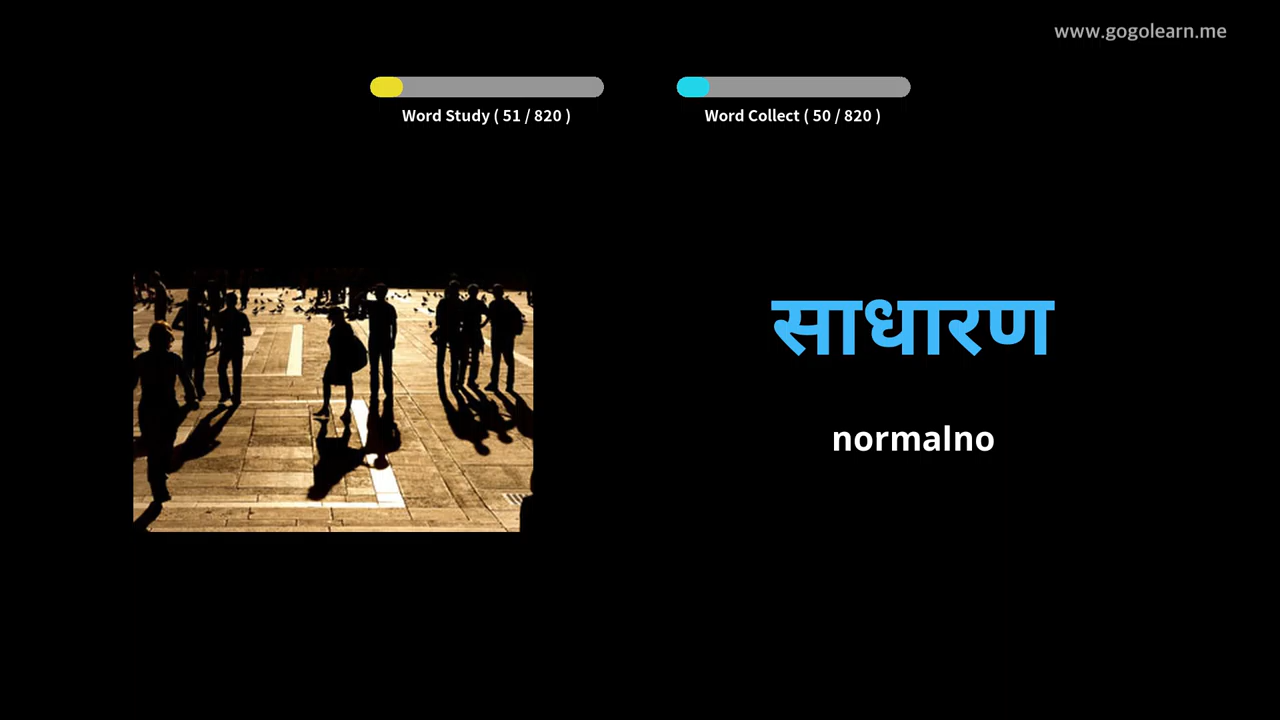 www.gogolearn.me
Word Study ( 51 / 820 )
Word Collect ( 50 / 820 )
साधारण
normalno